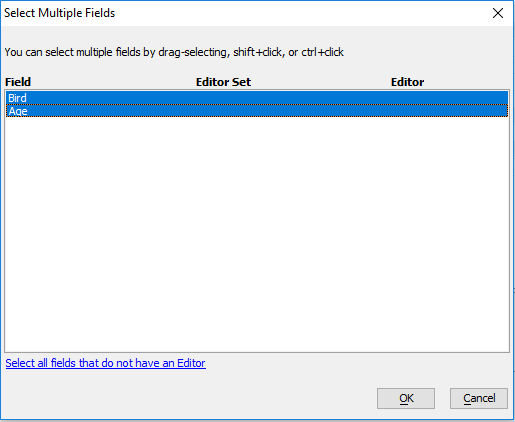 Select Multiple Fields
You can select multiple fields by drag-selecting, shift+click, or ctrl+click
Field Editor Set Editor
Bird
Age
Select all fields that do not have an Editor
OK Cancel